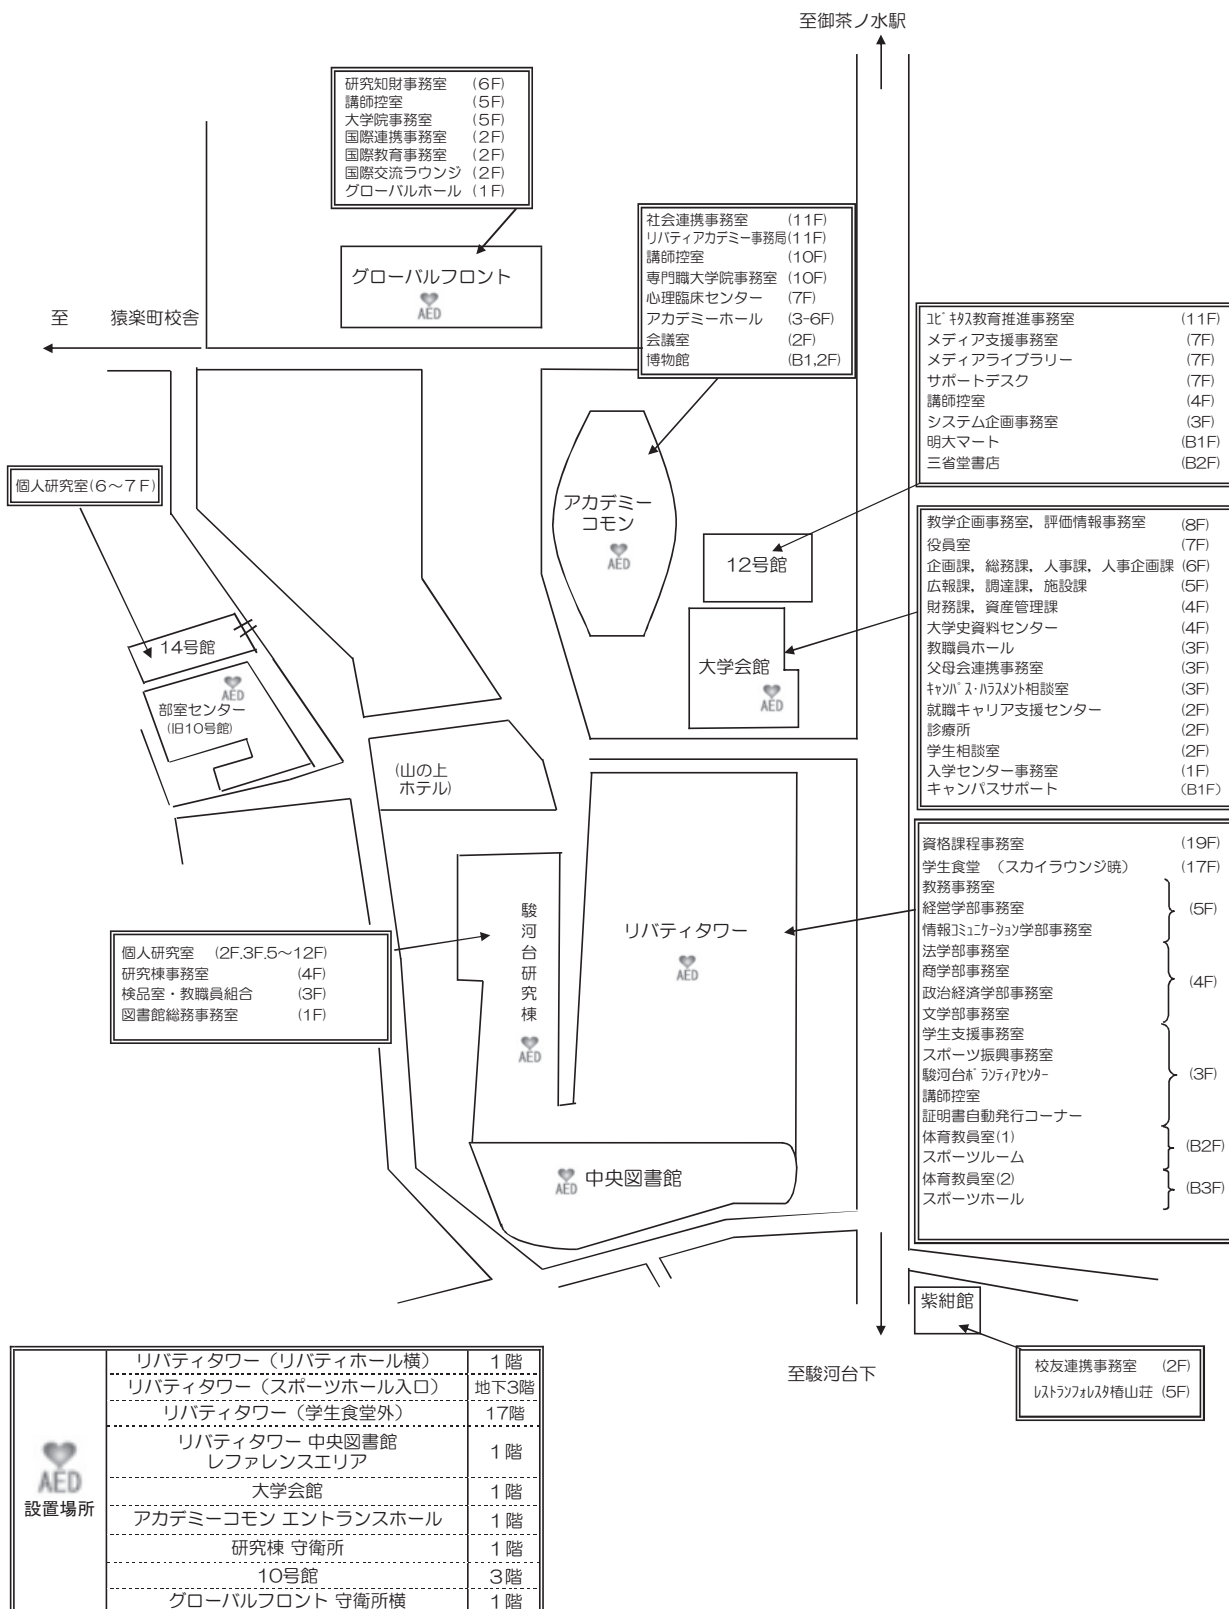 至御茶ノ水駅
研究知財事務室 (6F)
講師控室 (5F)
大学院事務室 (5F)
国際連携事務室 (2F)
国際教育事務室 (2F)
国際交流ラウンジ (2F)
グローバルホール (1F)
社会連携事務室 (11F)
リバティアカデミー事務局(11F)
講師控室 (10F)
専門職大学院事務室 (10F)
心理臨床センター (7F)
アカデミーホール (3-6F)
会議室 (2F)
博物館 (B1,2F)
グローバルフロント
AED
至 猿楽町校舎
ユビキタス教育推進事務室 (11F)
メディア支援事務室 (7F)
メディアライブラリー (7F)
サポートデスク (7F)
講師控室 (4F)
システム企画事務室 (3F)
明大マート (B1F)
三省堂書店 (B2F)
個人研究室(6～7F)
アカデミー
コモン
AED
12号館
教学企画事務室，評価情報事務室 (8F)
役員室 (7F)
企画課，総務課，人事課，人事企画課 (6F)
広報課，調達課，施設課 (5F)
財務課，資産管理課 (4F)
大学史資料センター (4F)
教職員ホール (3F)
父母会連携事務室 (3F)
キャンパス・ハラスメント相談室 (3F)
就職キャリア支援センター (2F)
診療所 (2F)
学生相談室 (2F)
入学センター事務室 (1F)
キャンパスサポート (B1F)
14号館
大学会館
AED
AED
部室センター
(旧10号館)
(山の上
ホテル)
資格課程事務室 (19F)
学生食堂 （スカイラウンジ暁） (17F)
教務事務室
経営学部事務室 (5F)
情報コミュニケーション学部事務室
法学部事務室
商学部事務室 (4F)
政治経済学部事務室
文学部事務室
学生支援事務室
スポーツ振興事務室
駿河台ボランティアセンター (3F)
講師控室
証明書自動発行コーナー
体育教員室(1) (B2F)
スポーツルーム
体育教員室(2) (B3F)
スポーツホール
駿河台研究棟
AED
リバティタワー
AED
個人研究室 (2F.3F.5～12F)
研究棟事務室 (4F)
検品室・教職員組合 (3F)
図書館総務事務室 (1F)
AED 中央図書館
紫紺館
校友連携事務室 (2F)
レストランフォレスタ椿山荘 (5F)
至駿河台下
AED
設置場所
リバティタワー（リバティホール横） 1階
リバティタワー（スポーツホール入口） 地下3階
リバティタワー（学生食堂外） 17階
リバティタワー 中央図書館
レファレンスエリア 1階
大学会館 1階
アカデミーコモン エントランスホール 1階
研究棟 守衛所 1階
10号館 3階
グローバルフロント 守衛所横 1階